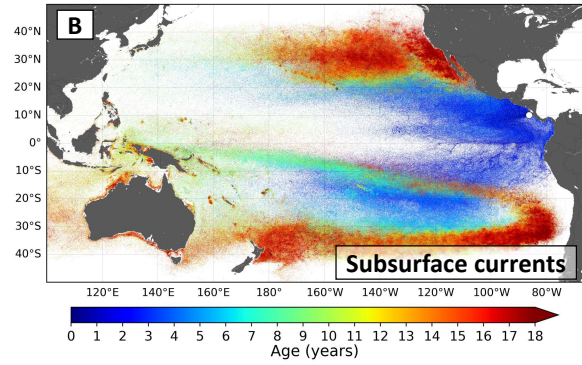 B
40°N
30°N
20°N
10°N
0°
10°S
20°S
30°S
40°S
Subsurface currents
120°E 140°E 160°E 180° 160°W 140°W 120°W 100°W 80°W
0 1 2 3 4 5 6 7 8 9 10 11 12 13 14 15 16 17 18
Age (years)